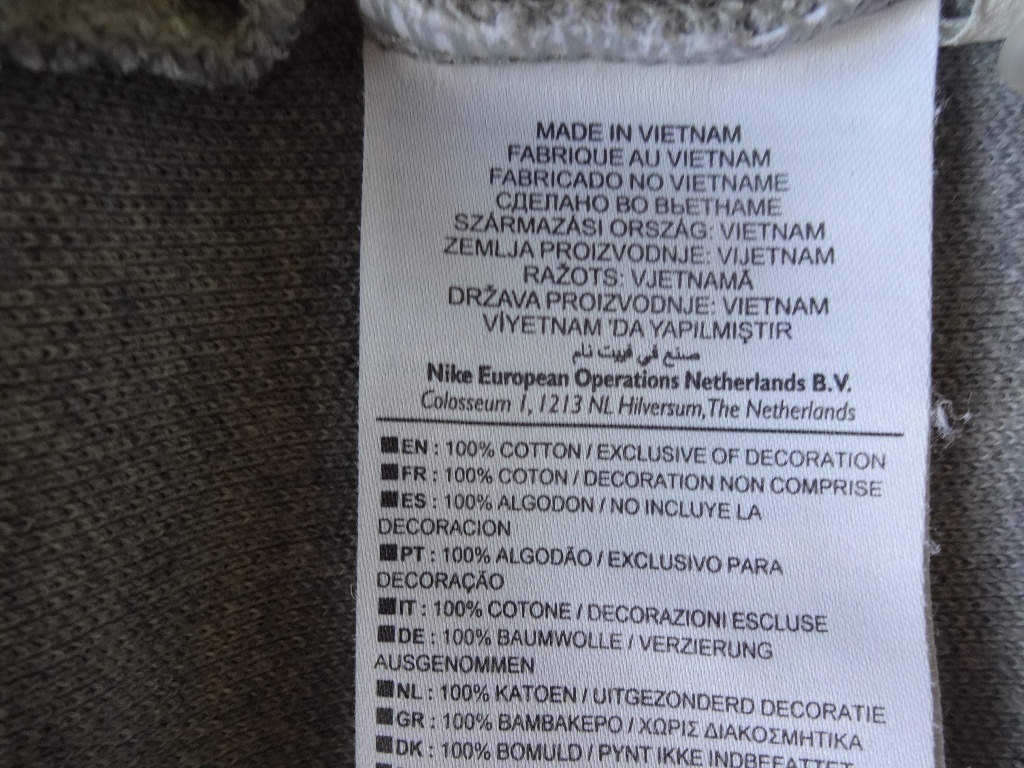 MADE IN VIETNAM
FABRIQUE AU VIETNAM
FABRICADO NO VIETNAME
СДЕЛАНО ВО ВЬЕТНАМЕ
SZÁRMAZÁSI ORSZÁG: VIETNAM
ZEMLJA PROIZVODNJE: VIJETNAM
RAŽOTS: VJETNAMĀ
DRŽAVA PROIZVODNJE: VIETNAM
VİYETNAM 'DA YAPILMIŞTIR
صنع في فييت نام
Nike European Operations Netherlands B.V.
Colosseum 1, 1213 NL Hilversum, The Netherlands
EN : 100% COTTON / EXCLUSIVE OF DECORATION
FR : 100% COTON / DECORATION NON COMPRISE
ES : 100% ALGODON / NO INCLUYE LA
DECORACION
PT : 100% ALGODÃO / EXCLUSIVO PARA
DECORAÇÃO
IT : 100% COTONE / DECORAZIONI ESCLUSE
DE : 100% BAUMWOLLE / VERZIERUNG
AUSGENOMMEN
NL : 100% KATOEN / UITGEZONDERD DECORATIE
GR : 100% ΒΑΜΒΑΚΕΡΟ / ΧΩΡΙΣ ΔΙΑΚΟΣΜΗΤΙΚΑ
DK : 100% BOMULD / PYNT IKKE INDBEFATTET